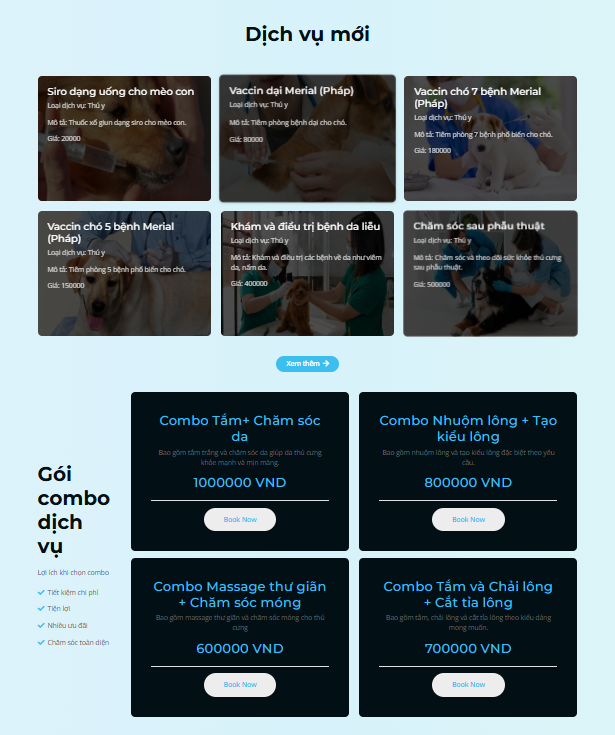 Dịch vụ mới
Siro dạng uống cho mèo con
Loại dịch vụ: Thú y
Mô tả: Thuốc xổ giun dạng siro cho mèo con.
Giá: 20000
Vaccin dại Merial (Pháp)
Loại dịch vụ: Thú y
Mô tả: Tiêm phòng bệnh dại cho chó.
Giá: 80000
Vaccin chó 7 bệnh Merial
(Pháp)
Loại dịch vụ: Thú y
Mô tả: Tiêm phòng 7 bệnh phổ biến cho chó.
Giá: 180000
Vaccin chó 5 bệnh Merial
(Pháp)
Loại dịch vụ: Thú y
Mô tả: Tiêm phòng 5 bệnh phổ biến cho chó.
Giá: 150000
Khám và điều trị bệnh da liễu
Loại dịch vụ: Thú y
Mô tả: Khám và điều trị các bệnh về da như viêm
da, nấm da.
Giá: 400000
Chăm sóc sau phẫu thuật
Loại dịch vụ: Thú y
Mô tả: Chăm sóc và theo dõi sức khỏe thú cưng
sau phẫu thuật.
Giá: 500000
Xem thêm →
Gói
combo
dịch
vụ
Lợi ích khi chọn combo
Tiết kiệm chi phí
Tiện lợi
Nhiều ưu đãi
Chăm sóc toàn diện
Combo Tắm+ Chăm sóc
da
Bao gồm tắm trắng và chăm sóc da giúp da thú cưng
khỏe mạnh và mịn màng.
1000000 VND
Book Now
Combo Nhuộm lông + Tạo
kiểu lông
Bao gồm nhuộm lông và tạo kiểu lông đặc biệt theo yêu
cầu.
800000 VND
Book Now
Combo Massage thư giãn
+ Chăm sóc móng
Bao gồm massage thư giãn và chăm sóc móng cho thú
cưng
600000 VND
Book Now
Combo Tắm và Chải lông
+ Cắt tỉa lông
Bao gồm tắm, chải lông và cắt tỉa lông theo kiểu dáng
mong muốn.
700000 VND
Book Now